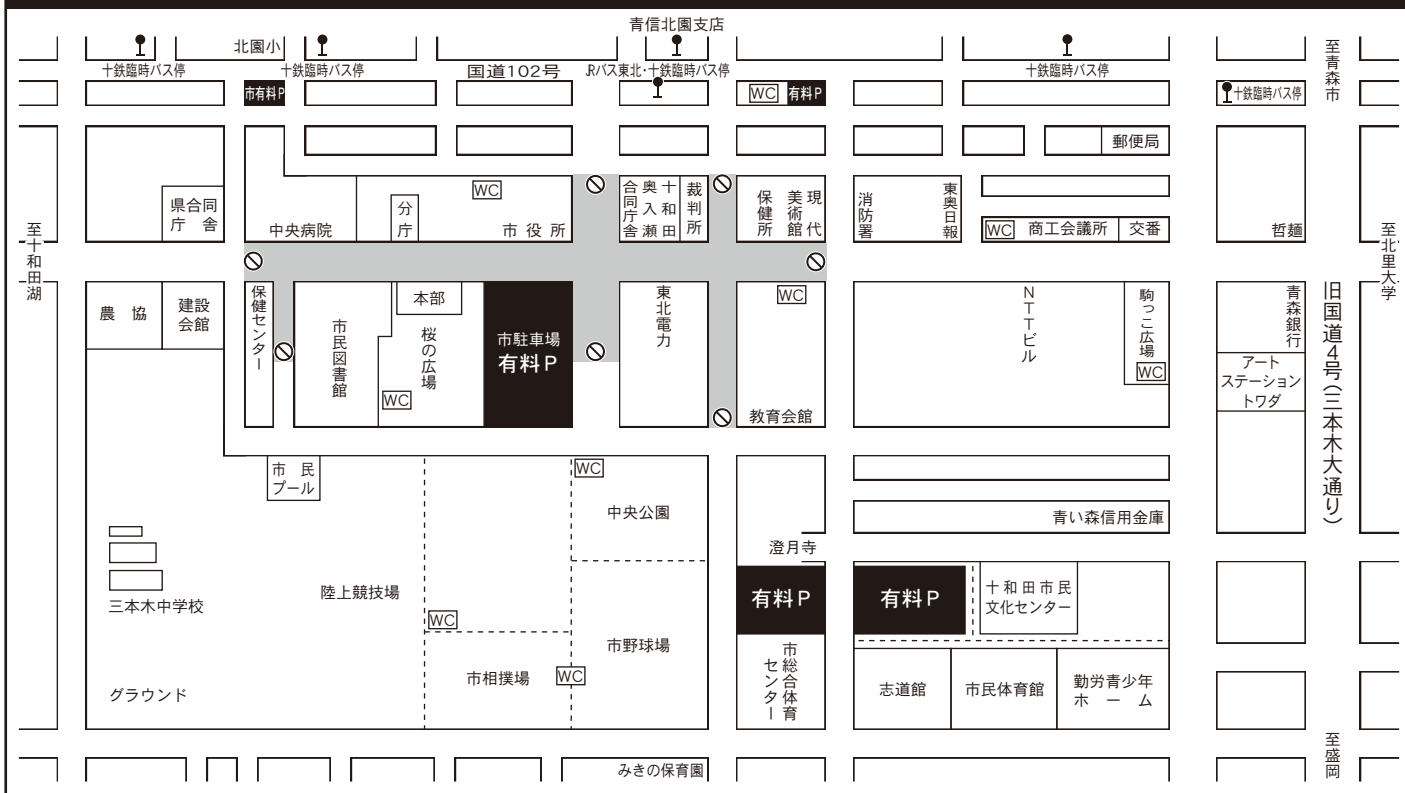 青信北園支店
北園小
十鉄臨時バス停
十鉄臨時バス停
国道102号
JRバス東北・十鉄臨時バス停
十鉄臨時バス停
至青森市
市有料P
WC
有料P
十鉄臨時バス停
郵便局
県合同
庁舎
中央病院
分庁
WC
市役所
十和田
奥入瀬
合同庁舎
裁判所
現代
美術館
保健所
消防署
東奥日報
WC
商工会議所
交番
哲麺
至十和田湖
至北里大学
農協
建設
会館
保健センター
市民図書館
本部
桜の広場
WC
市駐車場
有料P
東北電力
WC
教育会館
NTTビル
駒っこ広場
WC
青森銀行
アート
ステーション
トワダ
旧国道4号(三本木大通り)
市民
プール
WC
中央公園
青い森信用金庫
澄月寺
三本木中学校
陸上競技場
WC
有料P
有料P
十和田市民
文化センター
市野球場
グラウンド
市相撲場
WC
市総合体育
センター
志道館
市民体育館
勤労青少年
ホーム
至盛岡
みきの保育園